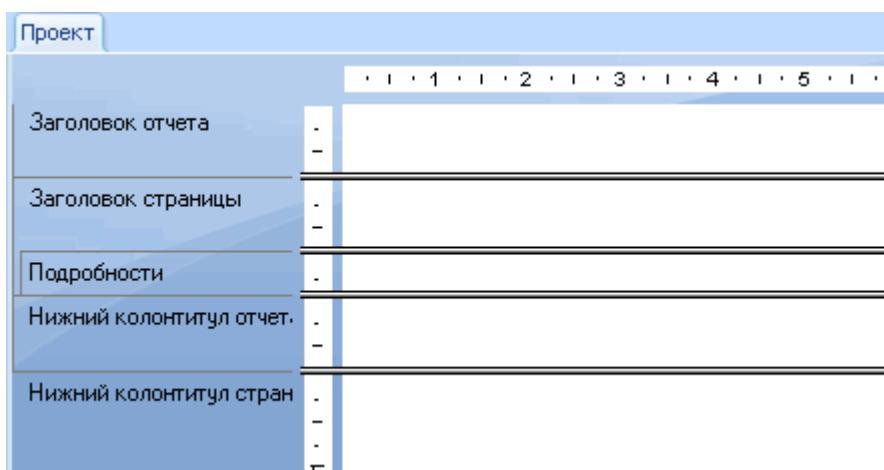 Проект
1 2 3 4 5
Заголовок отчета
Заголовок страницы
Подробности
Нижний колонтитул отчет
Нижний колонтитул стран